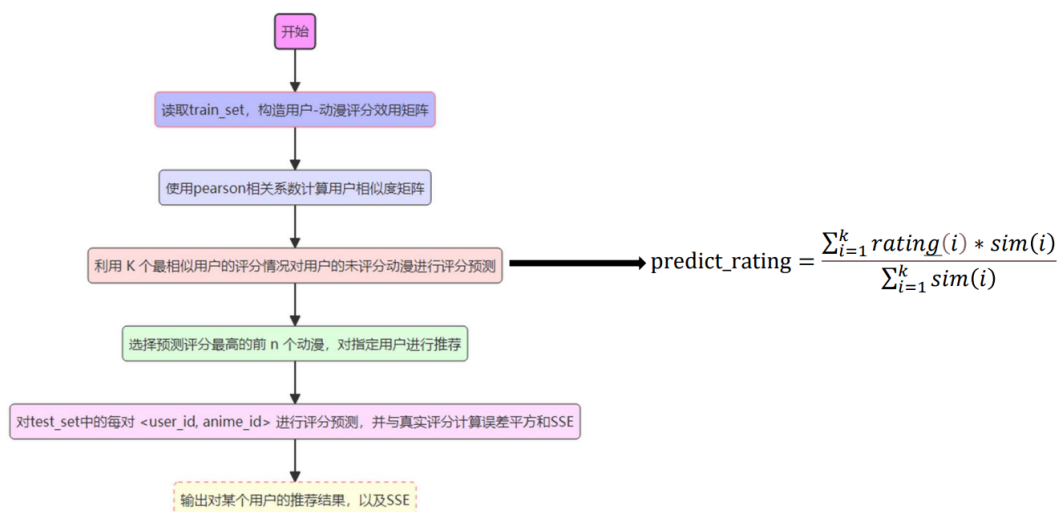 开始
读取train_set，构造用户-动漫评分效用矩阵
使用pearson相关系数计算用户相似度矩阵
利用 K 个最相似用户的评分情况对用户的未评分动漫进行评分预测
predict_rating = \frac{\sum_{i=1}^{k} rating(i) * sim(i)}{\sum_{i=1}^{k} sim(i)}
选择预测评分最高的前 n 个动漫，对指定用户进行推荐
对test_set中的每对 <user_id, anime_id> 进行评分预测，并与真实评分计算误差平方和SSE
输出对某个用户的推荐结果，以及SSE